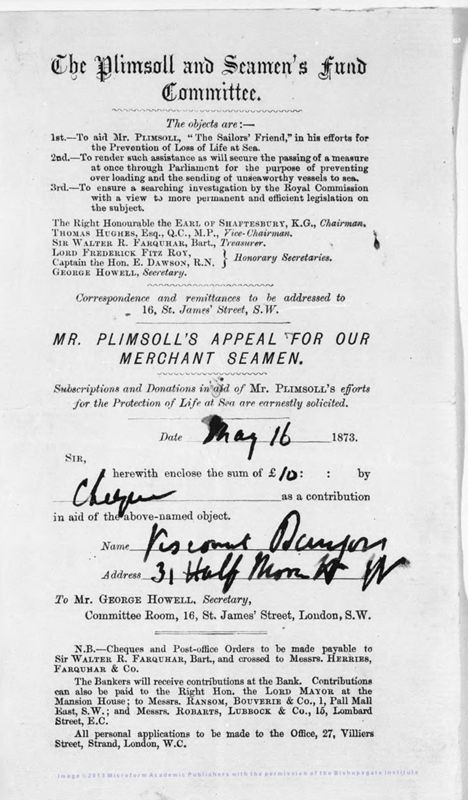 The Plimsoll and Seamen's Fund
Committee.
The objects are:—
1st.—To aid Mr. PLIMSOLL, "The Sailors' Friend," in his efforts for
the Prevention of Loss of Life at Sea.
2nd.—To render such assistance as will secure the passing of a measure
at once through Parliament for the purpose of preventing
over loading and the sending of unseaworthy vessels to sea.
3rd.—To ensure a searching investigation by the Royal Commission
with a view to more permanent and efficient legislation on
the subject.
The Right Honourable the EARL OF SHAFTESBURY, K.G., Chairman.
THOMAS HUGHES, Esq., Q.C., M.P., Vice-Chairman.
SIR WALTER R. FARQUHAR, Bart., Treasurer.
LORD FREDERICK FITZ ROY,
Captain the Hon. E. DAWSON, R.N. } Honorary Secretaries.
GEORGE HOWELL, Secretary.
Correspondence and remittances to be addressed to
16, St. James' Street, S.W.
MR. PLIMSOLL'S APPEAL FOR OUR
MERCHANT SEAMEN.
Subscriptions and Donations in aid of MR. PLIMSOLL'S efforts
for the Protection of Life at Sea are earnestly solicited.
Date May 16 1873.
SIR,
herewith enclose the sum of £10: : by
Cheque as a contribution
in aid of the above-named object.
Name Viscount
Address 31 Half Moon St W
To MR. GEORGE HOWELL, Secretary,
Committee Room, 16, St. James' Street, London, S.W.
N.B.—Cheques and Post-office Orders to be made payable to
Sir WALTER R. FARQUHAR, Bart., and crossed to Messrs. HERRIES,
FARQUHAR & Co.
The Bankers will receive contributions at the Bank. Contributions
can also be paid to the Right Hon. the LORD MAYOR at the
Mansion House; to Messrs. RANSOM, BOUVERIE & Co., 1, Pall Mall
East, S.W.; and Messrs. ROBARTS, LUBBOCK & Co., 15, Lombard
Street, E.C.
All personal applications to be made to the Office, 27, Villiers
Street, Strand, London, W.C.
Image ©2013 Microform Academic Publishers with the permission of the Bishopsgate Institute